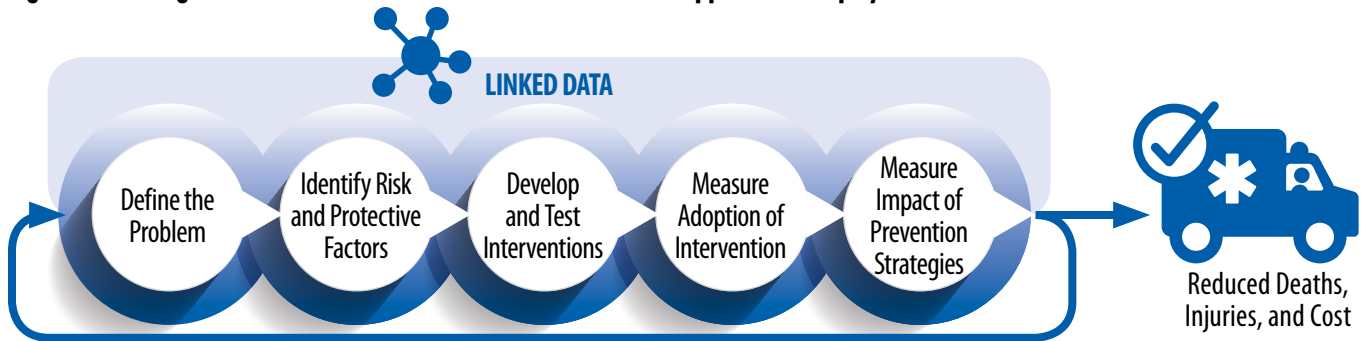 LINKED DATA
Define the
Problem
Identify Risk
and Protective
Factors
Develop
and Test
Interventions
Measure
Adoption of
Intervention
Measure
Impact of
Prevention
Strategies
Reduced Deaths,
Injuries, and Cost